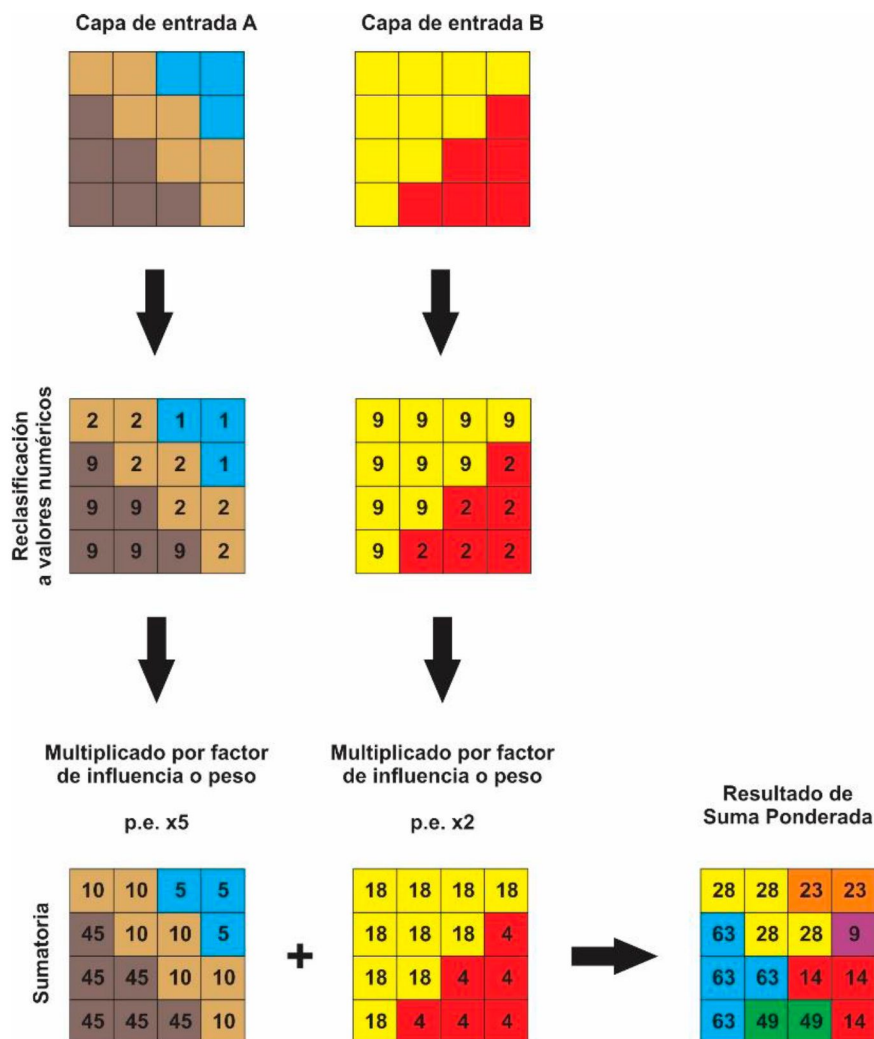 Capa de entrada A
Capa de entrada B
Reclasificación
a valores numéricos
2 2 1 1
9 2 2 1
9 9 2 2
9 9 9 2
9 9 9 9
9 9 9 2
9 9 2 2
9 2 2 2
Multiplicado por factor
de influencia o peso
p.e. x5
Multiplicado por factor
de influencia o peso
p.e. x2
Resultado de
Suma Ponderada
Sumatoria
10 10 5 5
45 10 10 5
45 45 10 10
45 45 45 10
+
18 18 18 18
18 18 18 4
18 18 4 4
18 4 4 4
28 28 23 23
63 28 28 9
63 63 14 14
63 49 49 14